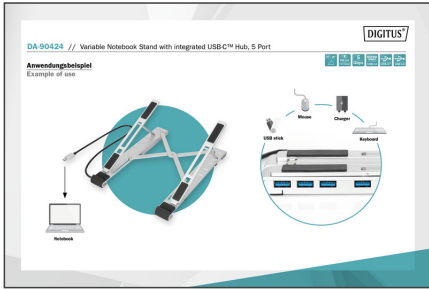 DIGITUS®
DA-90424 // Variable Notebook Stand with integrated USB-C™ Hub, 5 Port
Anwendungsbeispiel
Example of use
Mouse
Charger
USB stick
Keyboard
Notebook